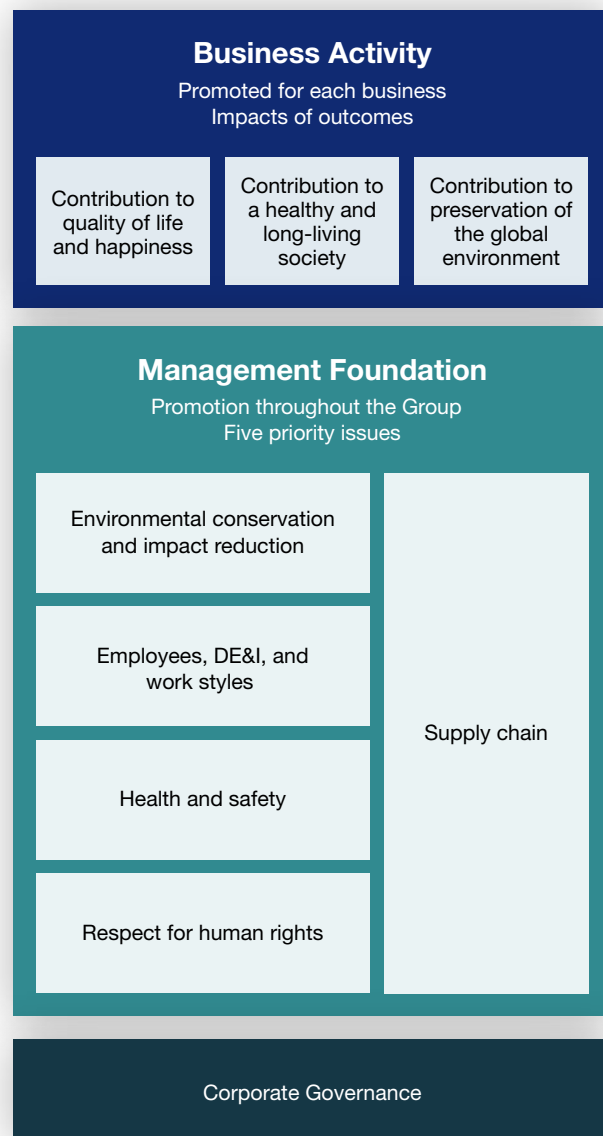 Business Activity
Promoted for each business
Impacts of outcomes
Contribution to
quality of life
and happiness
Contribution to
a healthy and
long-living
society
Contribution to
preservation of
the global
environment
Management Foundation
Promotion throughout the Group
Five priority issues
Environmental conservation
and impact reduction
Employees, DE&I, and
work styles
Health and safety
Respect for human rights
Supply chain
Corporate Governance